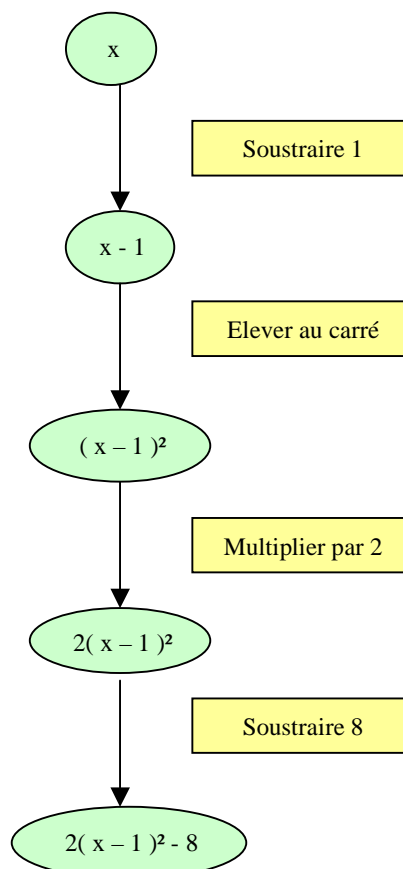 x
Soustraire 1
x - 1
Elever au carré
( x – 1 )²
Multiplier par 2
2( x – 1 )²
Soustraire 8
2( x – 1 )² - 8